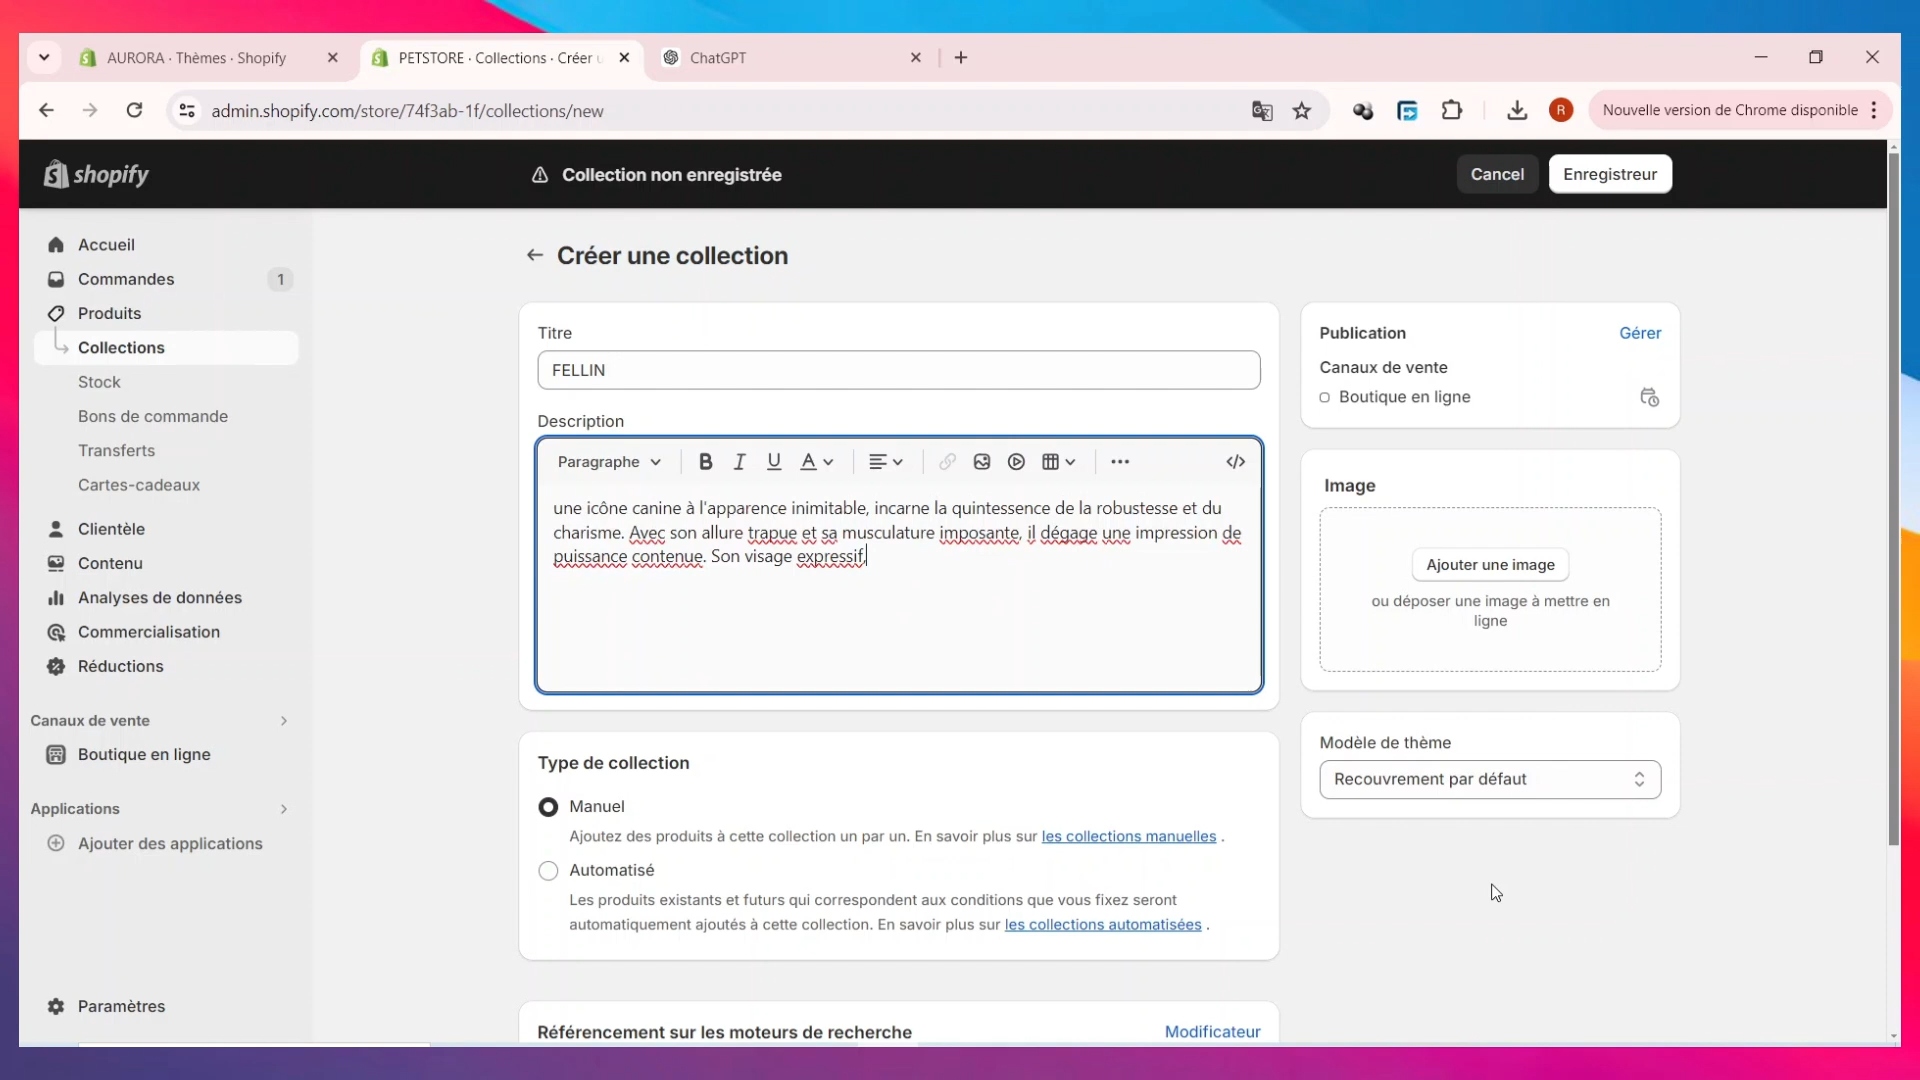 AURORA · Thèmes · Shopify
PETSTORE · Collections · Créer u
ChatGPT
admin.shopify.com/store/74f3ab-1f/collections/new
R
Nouvelle version de Chrome disponible
shopify
Collection non enregistrée
Cancel
Enregistreur
Accueil
Commandes
1
Produits
Collections
Stock
Bons de commande
Transferts
Cartes-cadeaux
Clientèle
Contenu
Analyses de données
Commercialisation
Réductions
Canaux de vente
Boutique en ligne
Applications
Ajouter des applications
Paramètres
Créer une collection
Titre
FELLIN
Description
Paragraphe
B I U A
une icône canine à l'apparence inimitable, incarne la quintessence de la robustesse et du
charisme. Avec son allure trapue et sa musculature imposante, il dégage une impression de
puissance contenue. Son visage expressif,
Type de collection
Manuel
Ajoutez des produits à cette collection un par un. En savoir plus sur les collections manuelles .
Automatisé
Les produits existants et futurs qui correspondent aux conditions que vous fixez seront
automatiquement ajoutés à cette collection. En savoir plus sur les collections automatisées .
Référencement sur les moteurs de recherche
Modificateur
Publication
Gérer
Canaux de vente
Boutique en ligne
Image
Ajouter une image
ou déposer une image à mettre en
ligne
Modèle de thème
Recouvrement par défaut